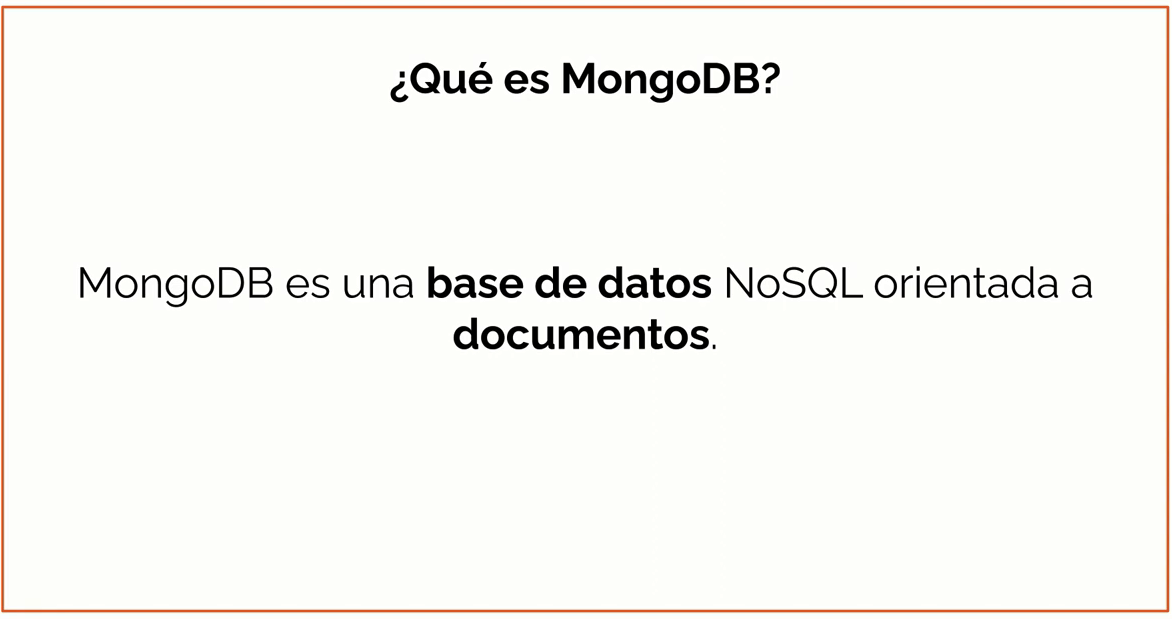 ¿Qué es MongoDB?
MongoDB es una base de datos NoSQL orientada a
documentos.